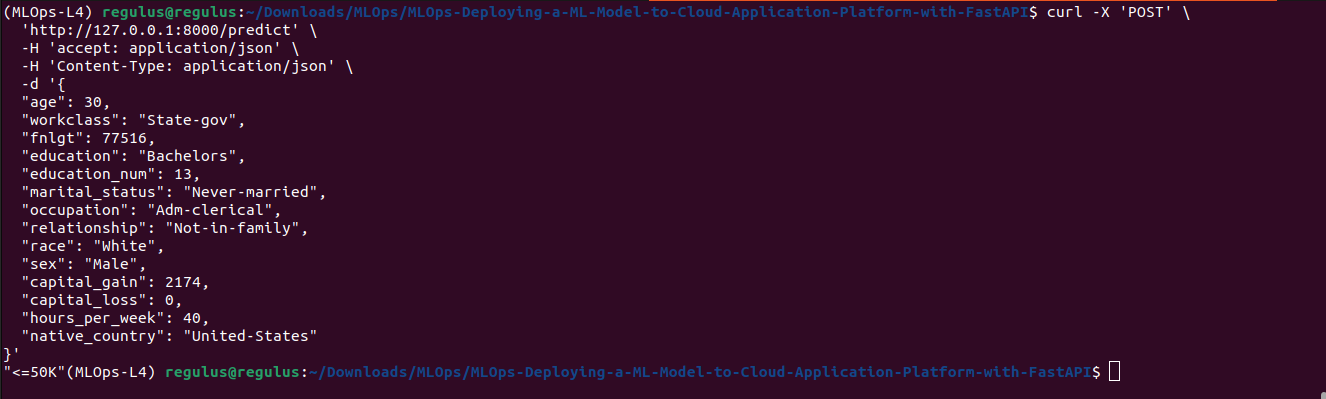 (MLOps-L4) regulus@regulus:~/Downloads/MLOps/MLOps-Deploying-a-ML-Model-to-Cloud-Application-Platform-with-FastAPI$ curl -X 'POST' \
  'http://127.0.0.1:8000/predict' \
  -H 'accept: application/json' \
  -H 'Content-Type: application/json' \
  -d '{
  "age": 30,
  "workclass": "State-gov",
  "fnlgt": 77516,
  "education": "Bachelors",
  "education_num": 13,
  "marital_status": "Never-married",
  "occupation": "Adm-clerical",
  "relationship": "Not-in-family",
  "race": "White",
  "sex": "Male",
  "capital_gain": 2174,
  "capital_loss": 0,
  "hours_per_week": 40,
  "native_country": "United-States"
}'
"<=50K"(MLOps-L4) regulus@regulus:~/Downloads/MLOps/MLOps-Deploying-a-ML-Model-to-Cloud-Application-Platform-with-FastAPI$